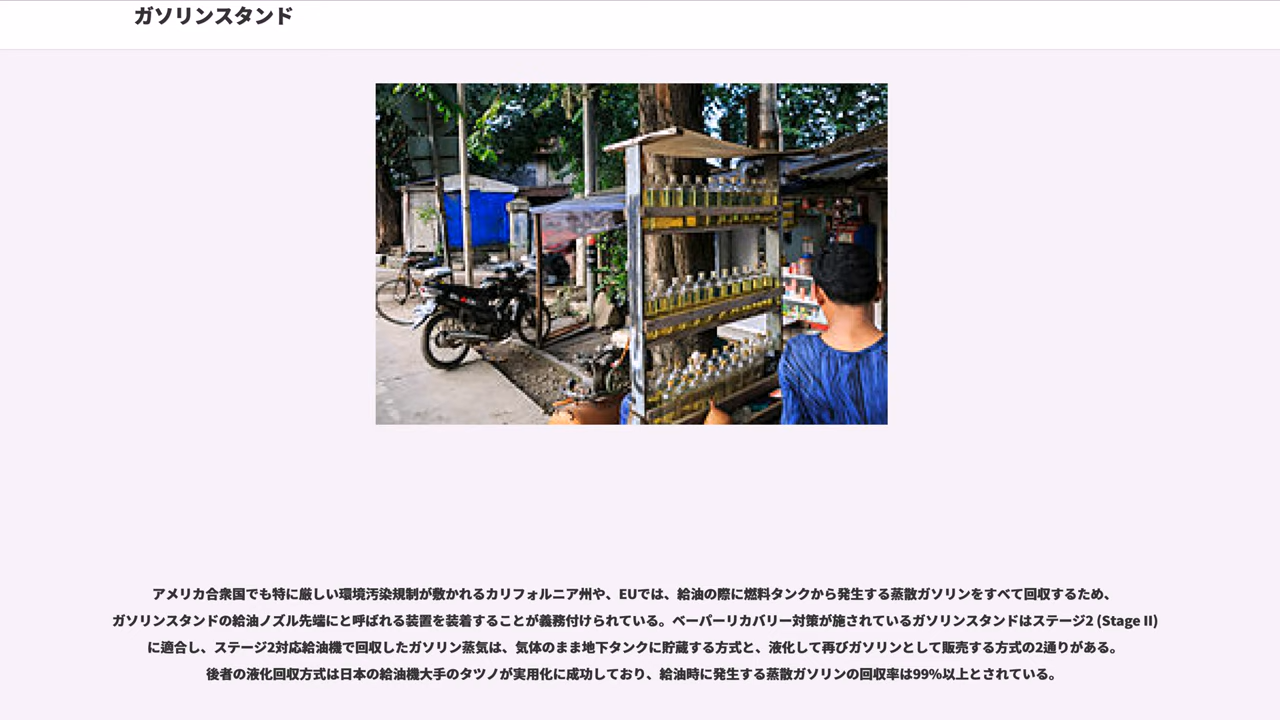 ガソリンスタンド
アメリカ合衆国でも特に厳しい環境汚染規制が敷かれるカリフォルニア州や、EUでは、給油の際に燃料タンクから発生する蒸散ガソリンをすべて回収するため、
ガソリンスタンドの給油ノズル先端にと呼ばれる装置を装着することが義務付けられている。ベーパーリカバリー対策が施されているガソリンスタンドはステージ2 (Stage II)
に適合し、ステージ2対応給油機で回収したガソリン蒸気は、気体のまま地下タンクに貯蔵する方式と、液化して再びガソリンとして販売する方式の2通りがある。
後者の液化回収方式は日本の給油機大手のタツノが実用化に成功しており、給油時に発生する蒸散ガソリンの回収率は99%以上とされている。